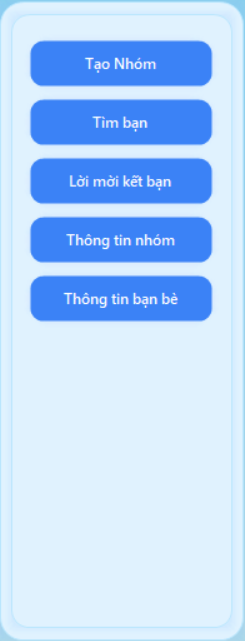 Tạo Nhóm
Tìm bạn
Lời mời kết bạn
Thông tin nhóm
Thông tin bạn bè